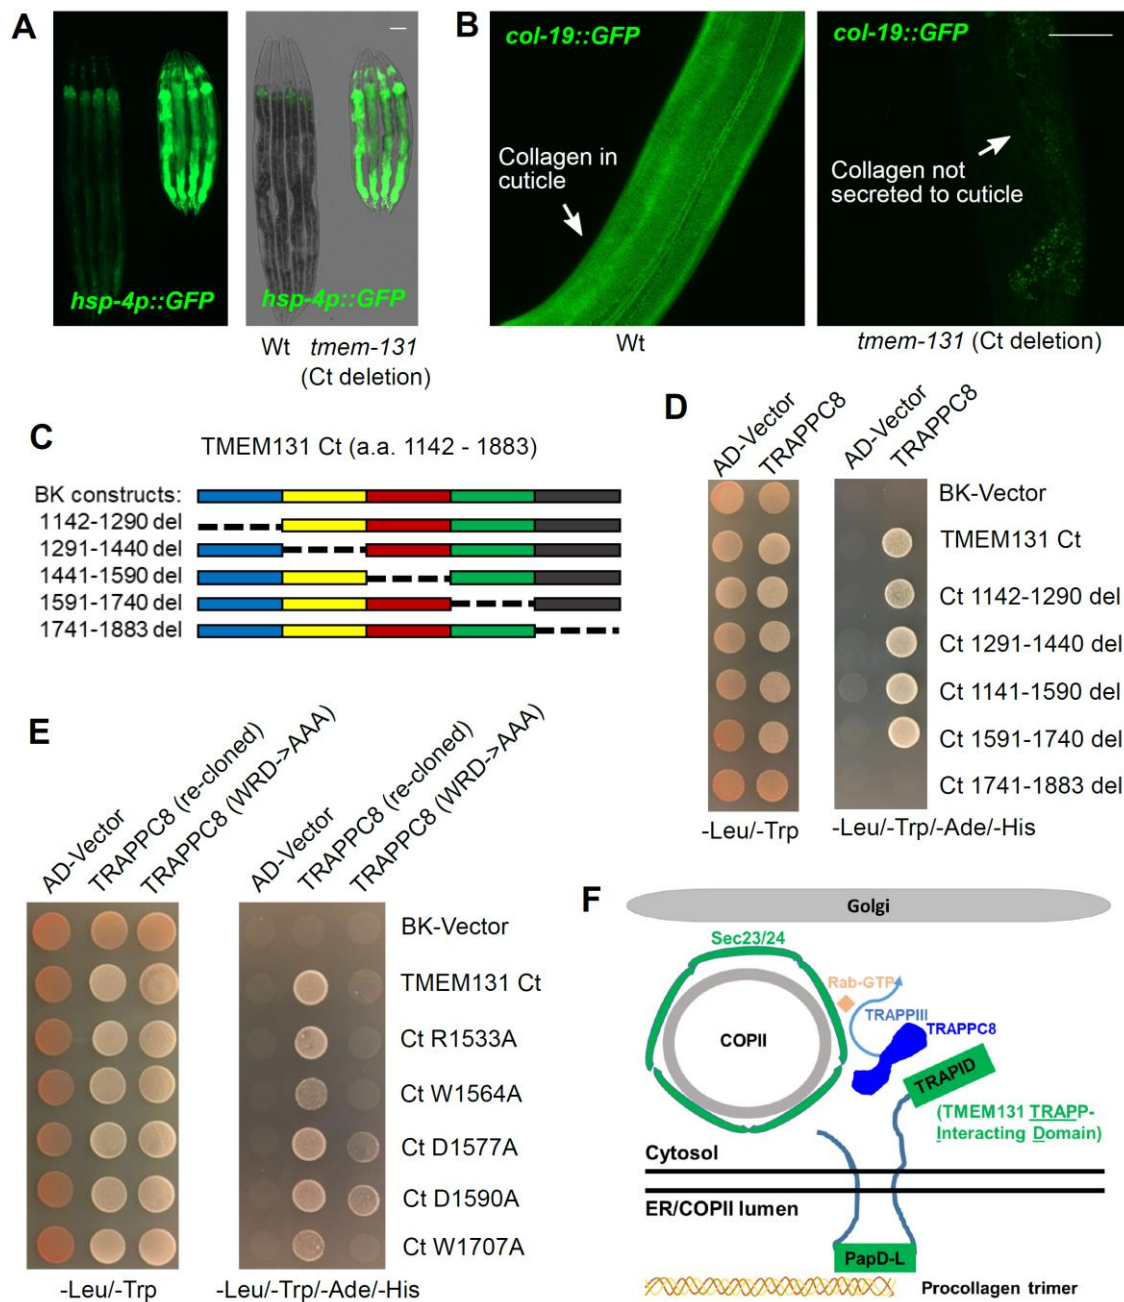 A
hsp-4p::GFP
hsp-4p::GFP
Wt tmem-131
(Ct deletion)
B
col-19::GFP
Collagen in
cuticle
Wt
col-19::GFP
Collagen not
secreted to cuticle
tmem-131 (Ct deletion)
C
TMEM131 Ct (a.a. 1142 - 1883)
BK constructs:
1142-1290 del
1291-1440 del
1441-1590 del
1591-1740 del
1741-1883 del
D
AD-Vector
TRAPPC8
AD-Vector
TRAPPC8
BK-Vector
TMEM131 Ct
Ct 1142-1290 del
Ct 1291-1440 del
Ct 1141-1590 del
Ct 1591-1740 del
Ct 1741-1883 del
-Leu/-Trp
-Leu/-Trp/-Ade/-His
E
AD-Vector
TRAPPC8 (re-cloned)
TRAPPC8 (WRD->AAA)
AD-Vector
TRAPPC8 (re-cloned)
TRAPPC8 (WRD->AAA)
BK-Vector
TMEM131 Ct
Ct R1533A
Ct W1564A
Ct D1577A
Ct D1590A
Ct W1707A
-Leu/-Trp
-Leu/-Trp/-Ade/-His
F
Golgi
Sec23/24
Rab-GTP
TRAPPIII
TRAPPC8
COPII
TRAPID
(TMEM131 TRAPP-
Interacting Domain)
Cytosol
ER/COPII lumen
PapD-L
Procollagen trimer